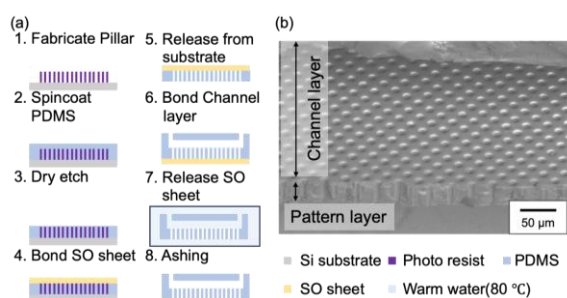 (a)
1. Fabricate Pillar
2. Spincoat
PDMS
3. Dry etch
4. Bond SO sheet
5. Release from
substrate
6. Bond Channel
layer
7. Release SO
sheet
8. Ashing
(b)
Channel layer
Pattern layer
50 μm
Si substrate
Photo resist
PDMS
SO sheet
Warm water(80 ℃)